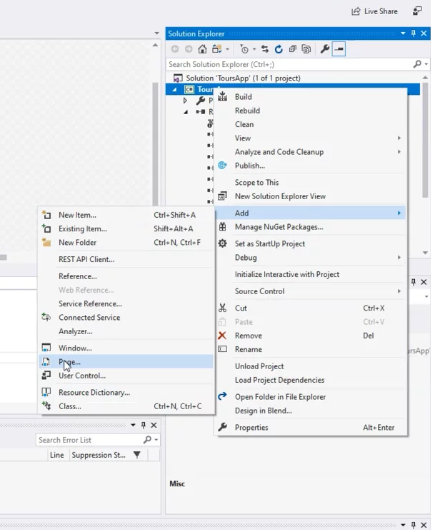 Live Share
Solution Explorer
Search Solution Explorer (Ctrl+;)
Solution 'ToursApp' (1 of 1 project)
Tours
P
R
Build
Rebuild
Clean
View
Analyze and Code Cleanup
Publish...
Scope to This
New Solution Explorer View
Add
Manage NuGet Packages...
Set as StartUp Project
Debug
Initialize Interactive with Project
Source Control
Cut Ctrl+X
Paste Ctrl+V
Remove Del
Rename
Unload Project
Load Project Dependencies
Open Folder in File Explorer
Design in Blend...
Properties Alt+Enter
New Item... Ctrl+Shift+A
Existing Item... Shift+Alt+A
New Folder Ctrl+N, Ctrl+F
REST API Client...
Reference...
Web Reference...
Service Reference...
Connected Service
Analyzer...
Window...
Page...
User Control...
Resource Dictionary...
Class... Ctrl+N, Ctrl+C
rsApp\
Search Error List
Line Suppression St...
Misc